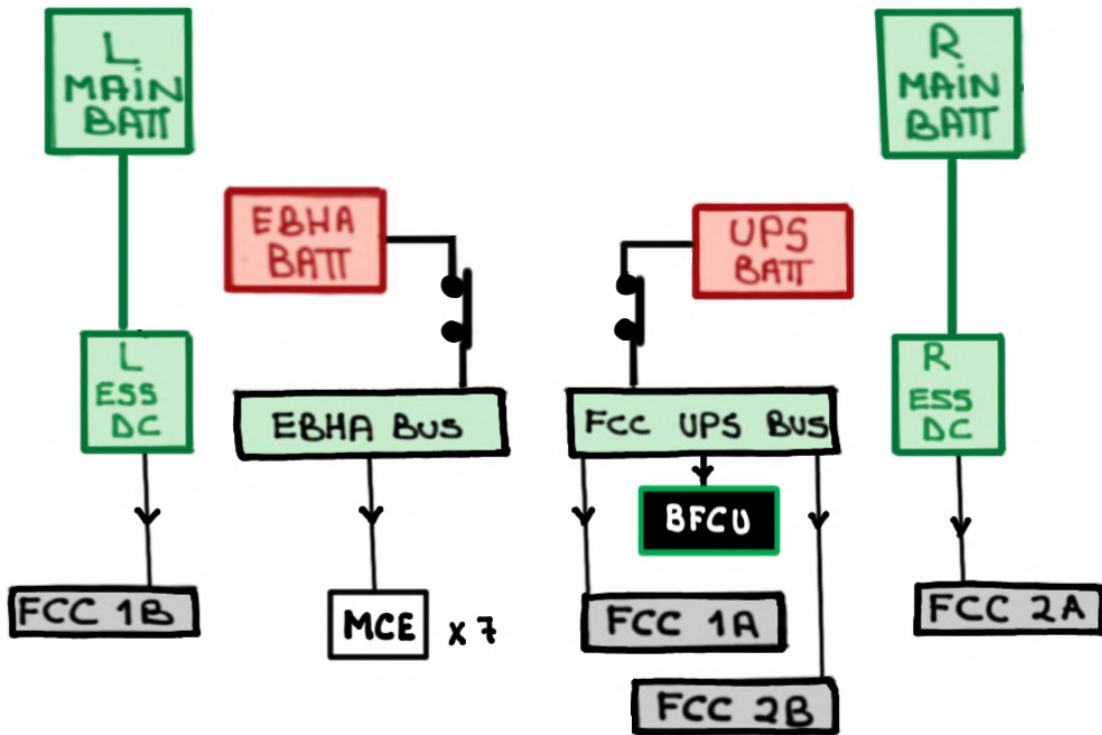 L
MAiN
BATT
R
MAiN
BATT
EBHA
BATT
UPS
BATT
L
ESS
DC
R
ESS
DC
EBHA BUS
FCC UPS BUS
BFCU
FCC 1B
MCE x 7
FCC 1A
FCC 2A
FCC 2B